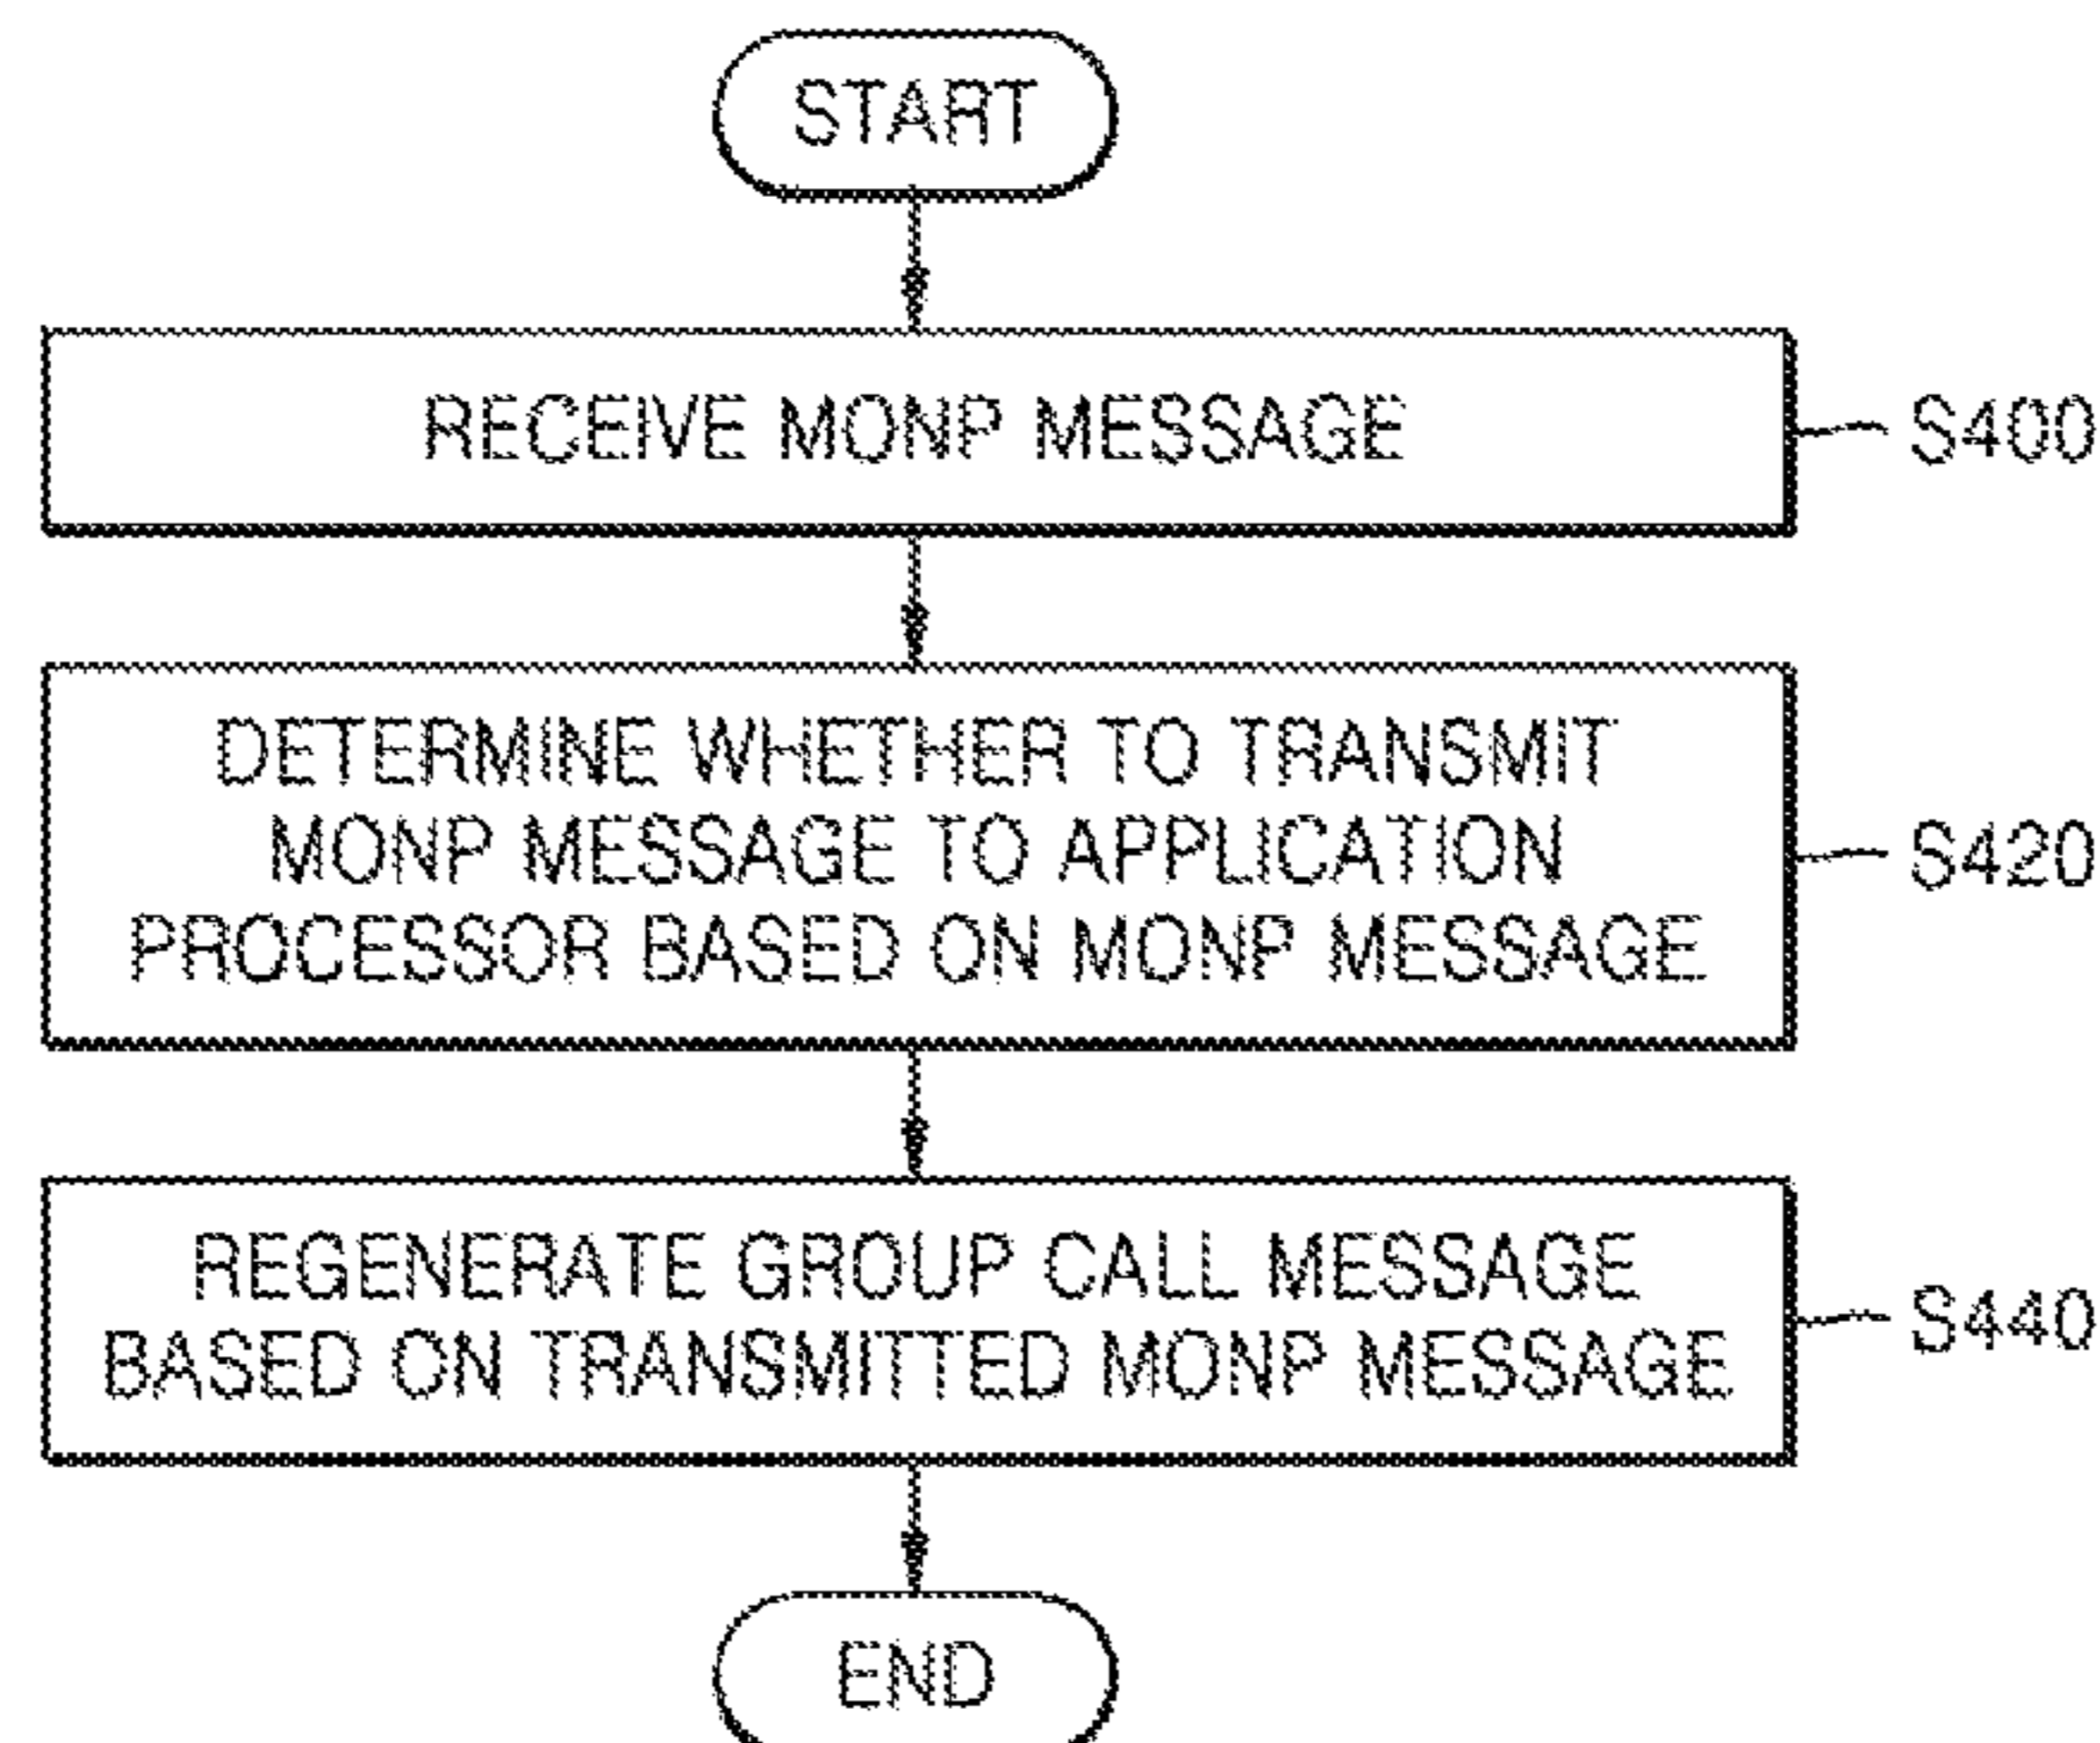 START
RECEIVE MONP MESSAGE
S400
DETERMINE WHETHER TO TRANSMIT
MONP MESSAGE TO APPLICATION
PROCESSOR BASED ON MONP MESSAGE
S420
REGENERATE GROUP CALL MESSAGE
BASED ON TRANSMITTED MONP MESSAGE
S440
END